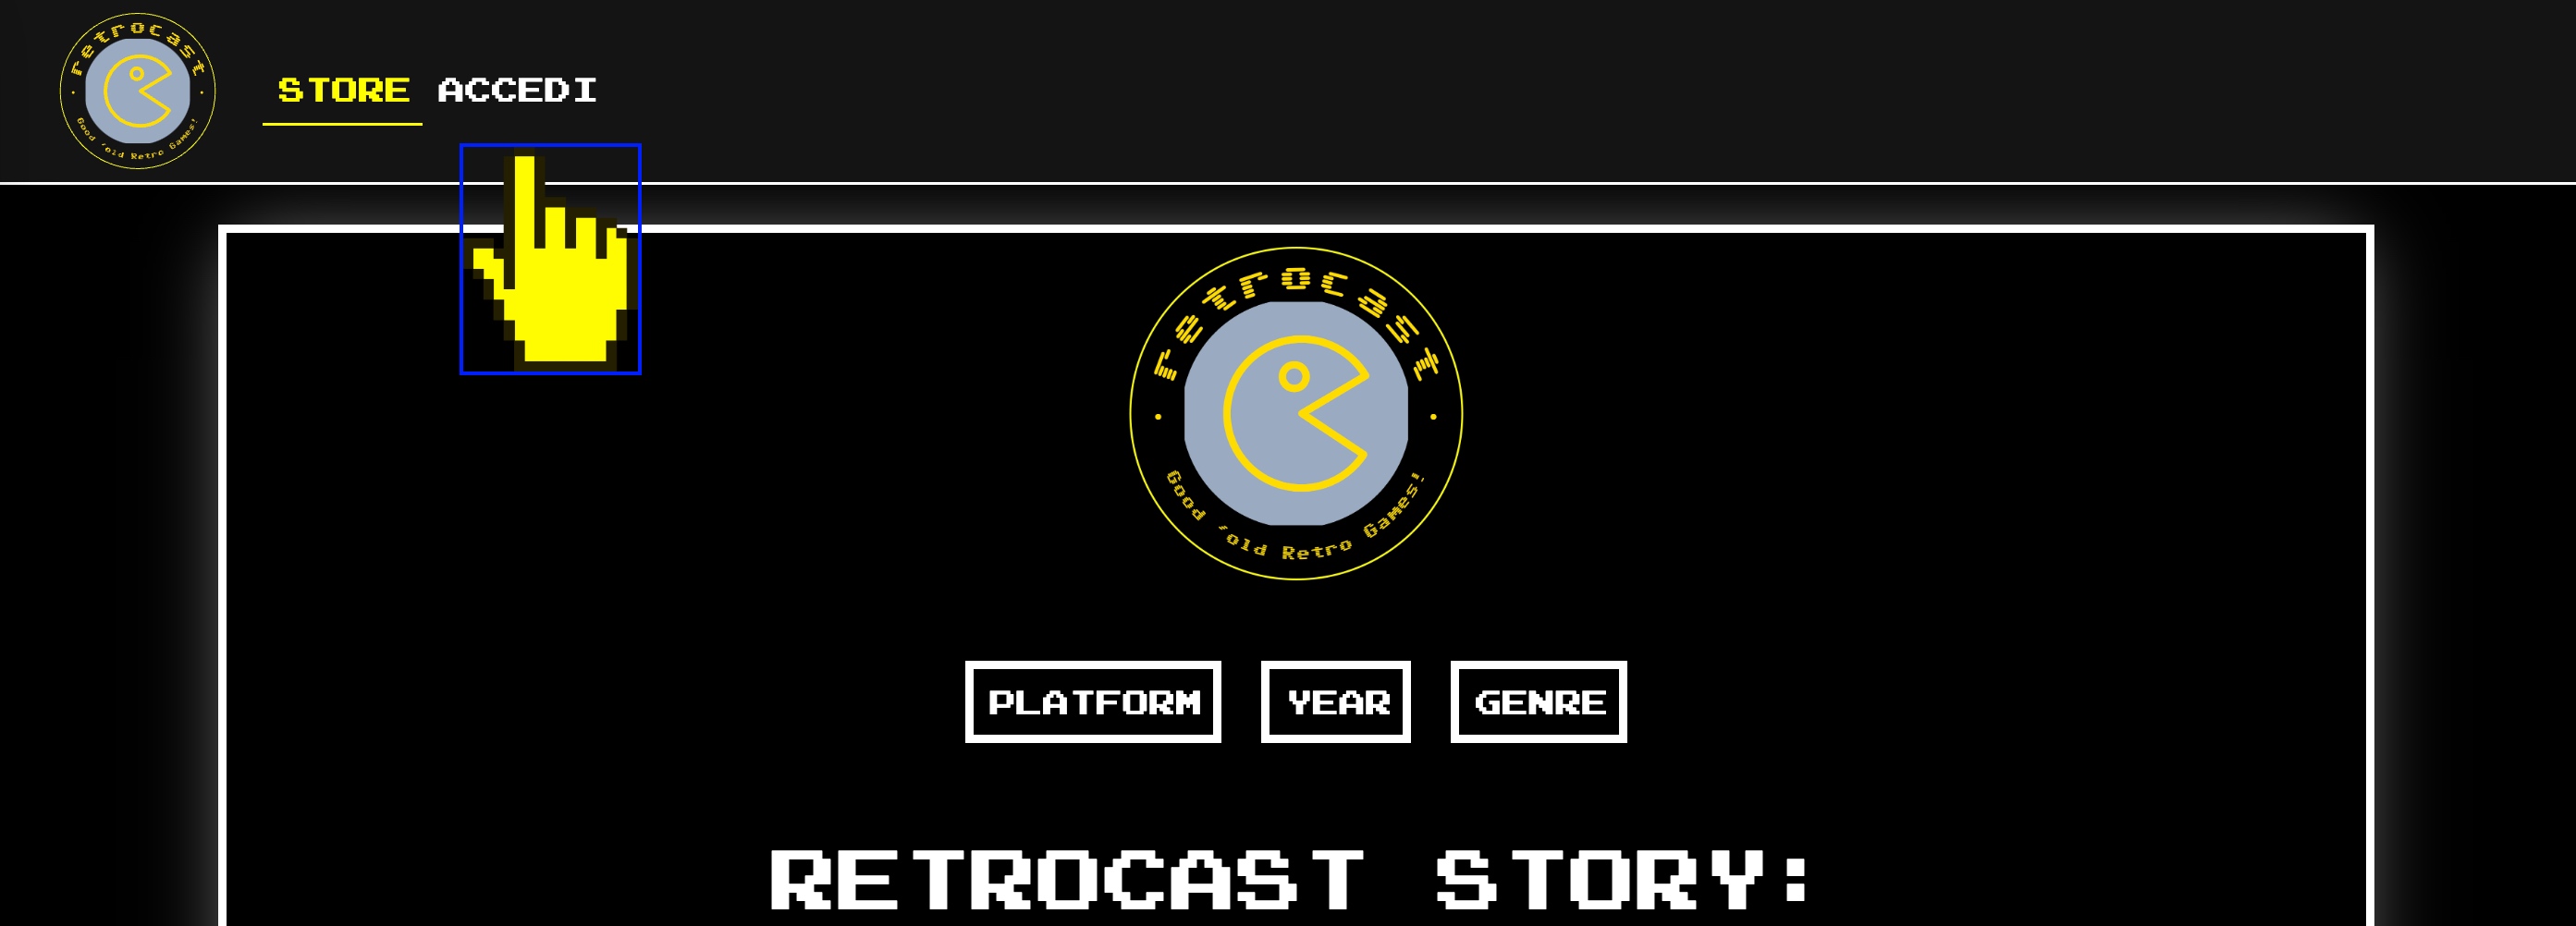 retrocast
Good 'old Retro Games!
STORE ACCEDI
retrocast
Good 'old Retro Games!
PLATFORM YEAR GENRE
RETROCAST STORY: